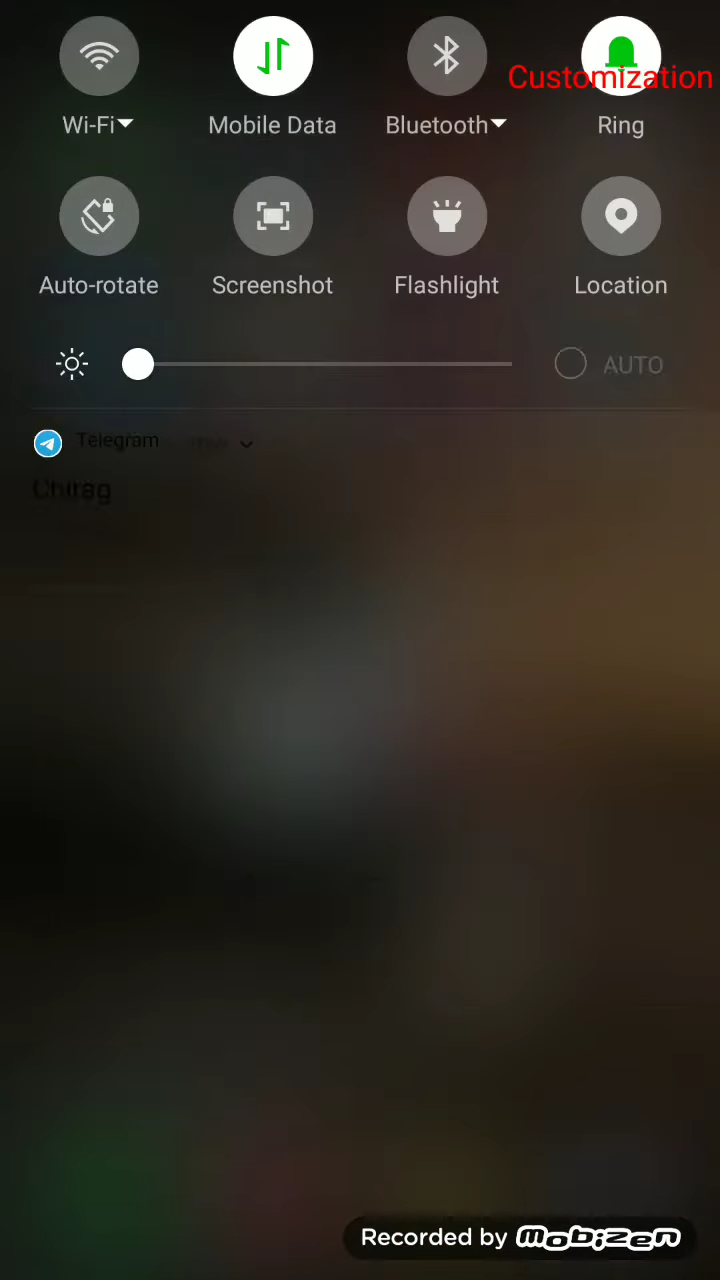 Customization
Wi-Fi Mobile Data Bluetooth Ring
Auto-rotate Screenshot Flashlight Location
AUTO
Telegram
Chirag
Recorded by mobizen